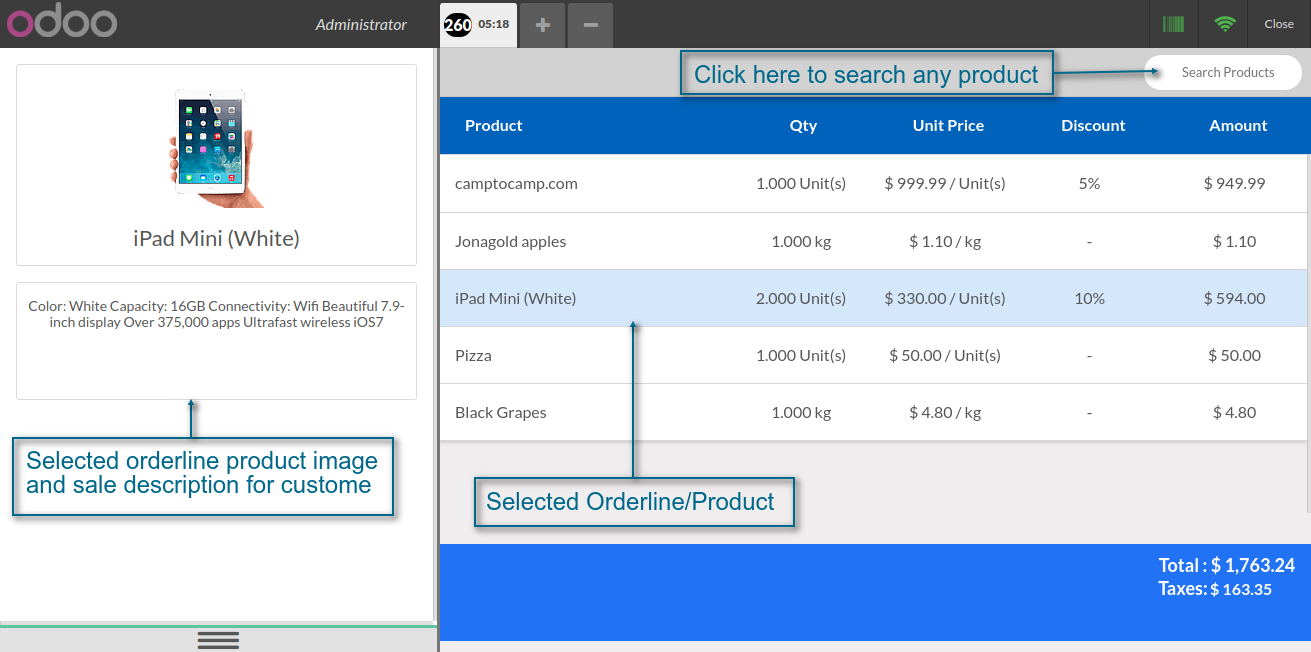 odoo
Administrator
260 05:18 + −
Close
Click here to search any product
Search Products
iPad Mini (White)
Color: White Capacity: 16GB Connectivity: Wifi Beautiful 7.9-
inch display Over 375,000 apps Ultrafast wireless iOS7
Selected orderline product image
and sale description for custome
Product Qty Unit Price Discount Amount
camptocamp.com 1.000 Unit(s) $ 999.99 / Unit(s) 5% $ 949.99
Jonagold apples 1.000 kg $ 1.10 / kg - $ 1.10
iPad Mini (White) 2.000 Unit(s) $ 330.00 / Unit(s) 10% $ 594.00
Pizza 1.000 Unit(s) $ 50.00 / Unit(s) - $ 50.00
Black Grapes 1.000 kg $ 4.80 / kg - $ 4.80
Selected Orderline/Product
Total : $ 1,763.24
Taxes: $ 163.35